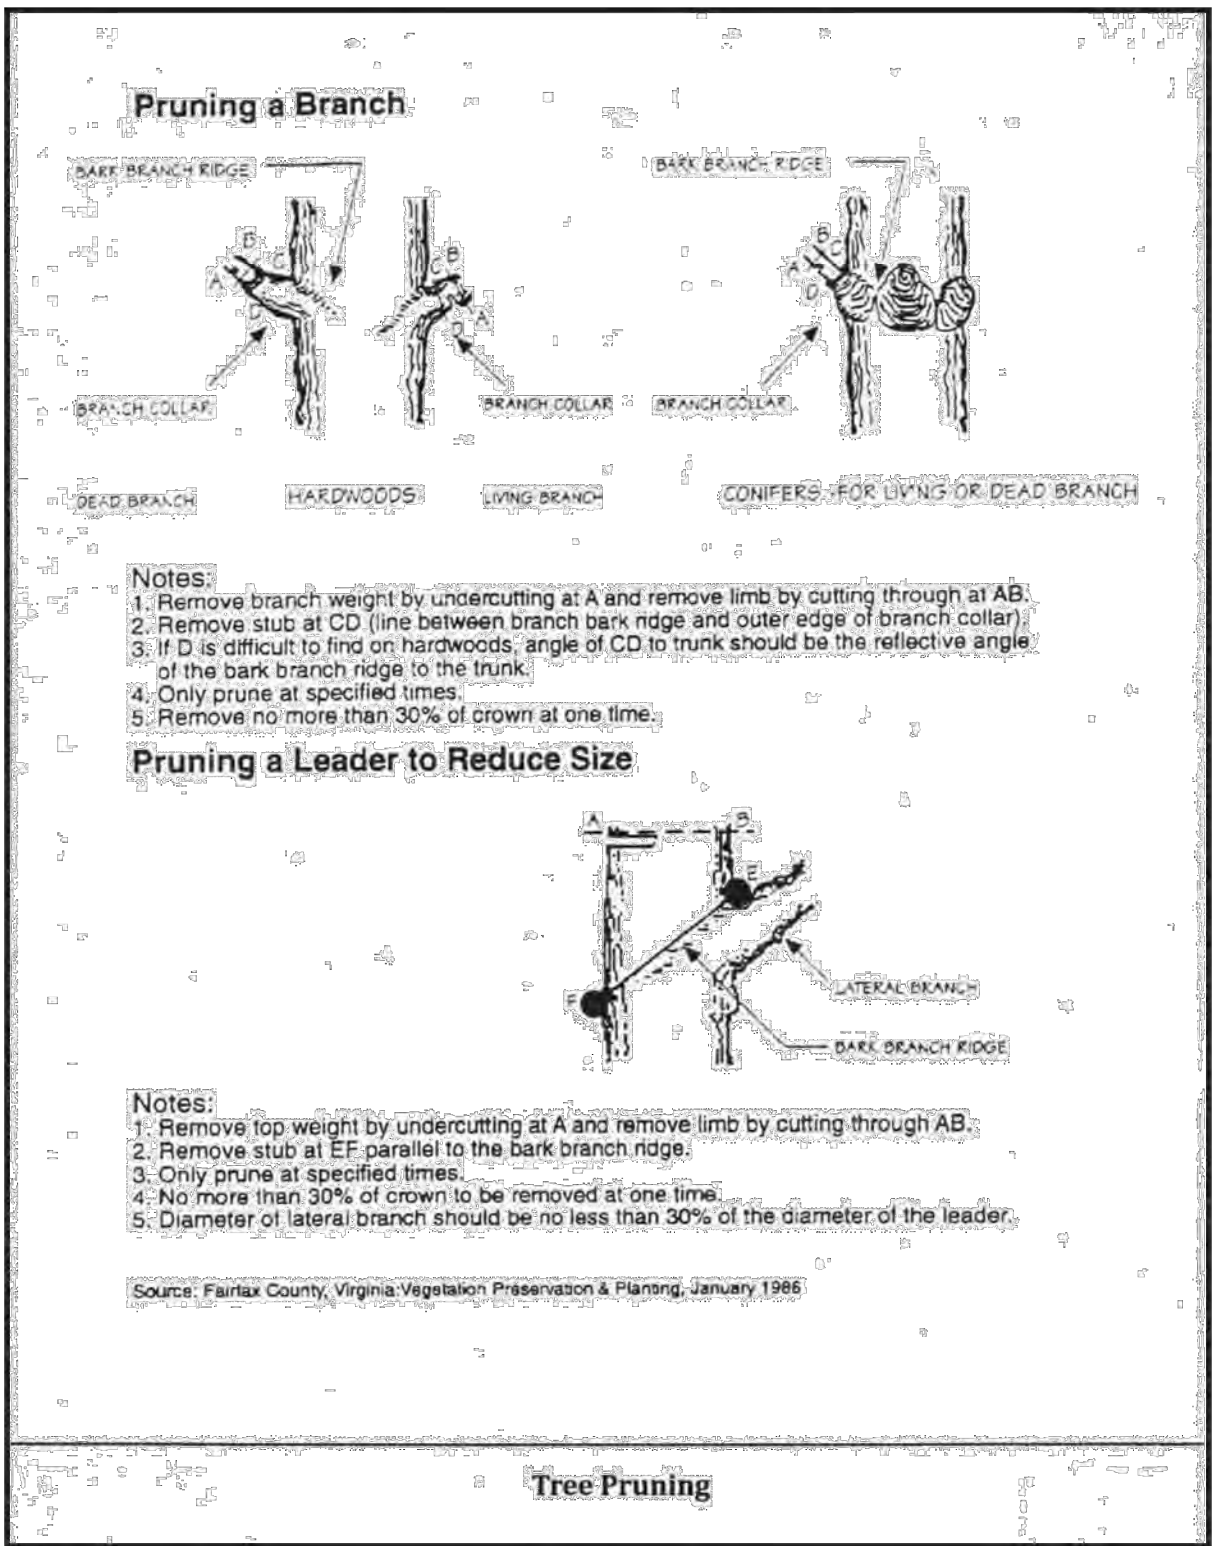 Pruning a Branch
BARK BRANCH RIDGE
BARK BRANCH RIDGE
D
C
A
D
B
C
A
D
B
C
A
D
BRANCH COLLAR
BRANCH COLLAR
BRANCH COLLAR
DEAD BRANCH
HARDWOODS
LIVING BRANCH
CONIFERS - FOR LIVING OR DEAD BRANCH
Notes:
1. Remove branch weight by undercutting at A and remove limb by cutting through at AB.
2. Remove stub at CD (line between branch bark ridge and outer edge of branch collar).
3. If D is difficult to find on hardwoods, angle of CD to trunk should be the reflective angle
of the bark branch ridge to the trunk.
4. Only prune at specified times.
5. Remove no more than 30% of crown at one time.
Pruning a Leader to Reduce Size
A
B
E
F
LATERAL BRANCH
BARK BRANCH RIDGE
Notes:
1. Remove top weight by undercutting at A and remove limb by cutting through AB.
2. Remove stub at EF parallel to the bark branch ridge.
3. Only prune at specified times.
4. No more than 30% of crown to be removed at one time.
5. Diameter of lateral branch should be no less than 30% of the diameter of the leader.
Source: Fairfax County, Virginia: Vegetation Preservation & Planting, January 1986
Tree Pruning